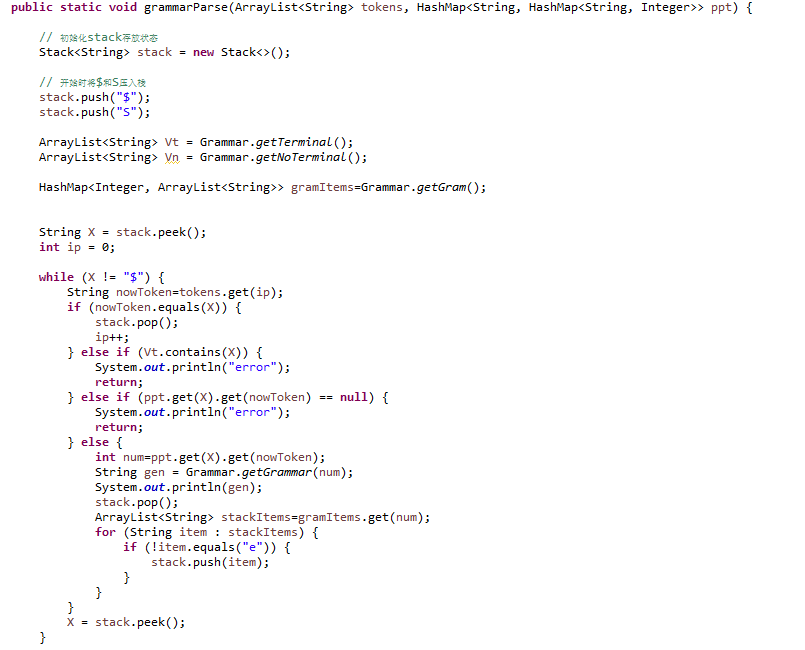 public static void grammarParse(ArrayList<String> tokens, HashMap<String, HashMap<String, Integer>> ppt) {
// 初始化stack存放状态
Stack<String> stack = new Stack<>();
// 开始时将$和S压入栈
stack.push("$");
stack.push("S");
ArrayList<String> Vt = Grammar.getTerminal();
ArrayList<String> Vn = Grammar.getNoTerminal();
HashMap<Integer, ArrayList<String>> gramItems=Grammar.getGram();
String X = stack.peek();
int ip = 0;
while (X != "$") {
String nowToken=tokens.get(ip);
if (nowToken.equals(X)) {
stack.pop();
ip++;
} else if (Vt.contains(X)) {
System.out.println("error");
return;
} else if (ppt.get(X).get(nowToken) == null) {
System.out.println("error");
return;
} else {
int num=ppt.get(X).get(nowToken);
String gen = Grammar.getGrammar(num);
System.out.println(gen);
stack.pop();
ArrayList<String> stackItems=gramItems.get(num);
for (String item : stackItems) {
if (!item.equals("e")) {
stack.push(item);
}
}
}
X = stack.peek();
}